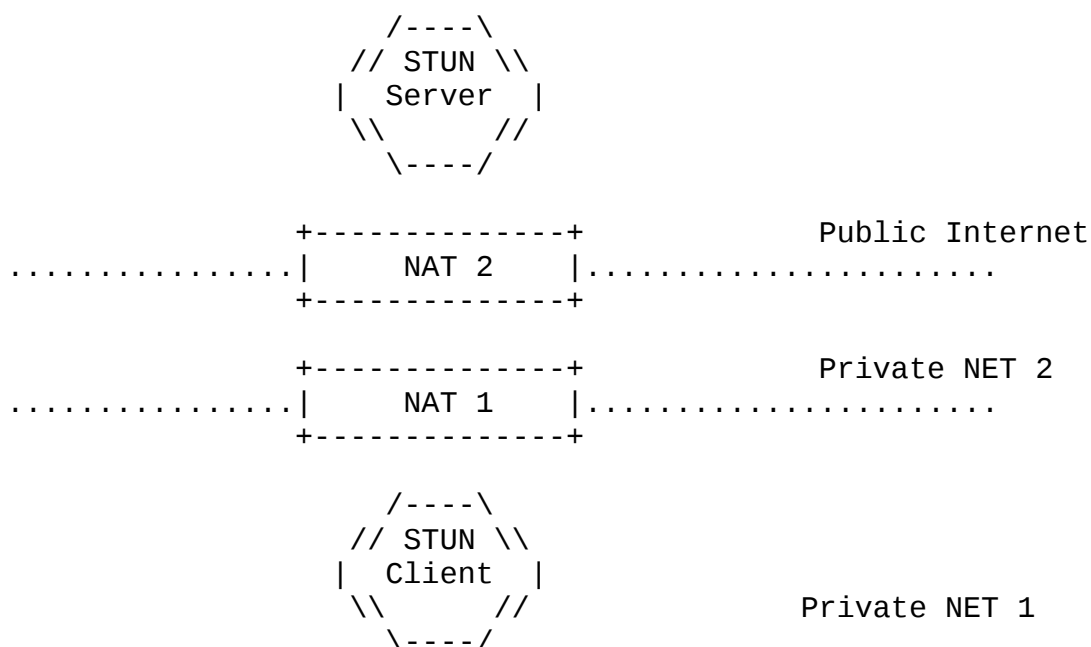 /----\
// STUN \\
| Server |
\\ //
\----/
+--------------+ Public Internet
................| NAT 2 |.......................
+--------------+
+--------------+ Private NET 2
................| NAT 1 |.......................
+--------------+
/----\
// STUN \\
| Client |
\\ // Private NET 1
\----/